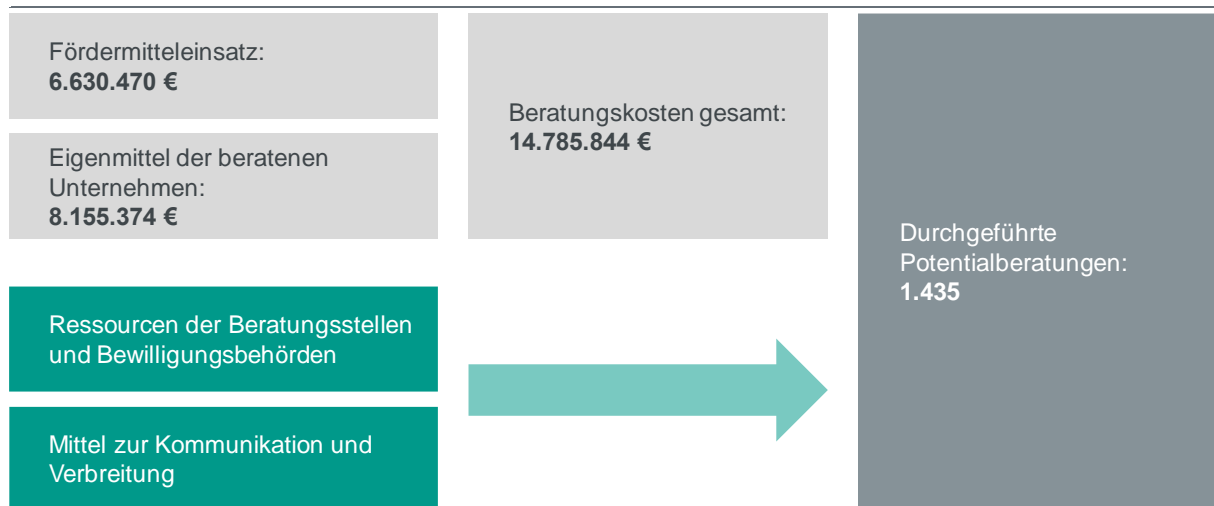 Fördermitteleinsatz:
6.630.470 €
Eigenmittel der beratenen
Unternehmen:
8.155.374 €
Beratungskosten gesamt:
14.785.844 €
Ressourcen der Beratungsstellen
und Bewilligungsbehörden
Mittel zur Kommunikation und
Verbreitung
Durchgeführte
Potentialberatungen:
1.435